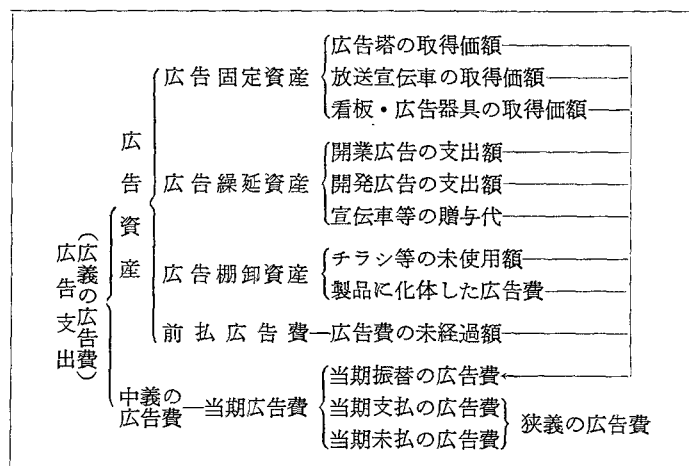 広告支出
(広義の広告費)
広告資産
広告固定資産
広告塔の取得価額
放送宣伝車の取得価額
看板・広告器具の取得価額
広告繰延資産
開業広告の支出額
開発広告の支出額
宣伝車等の贈与代
広告棚卸資産
チラシ等の未使用額
製品に化体した広告費
前払広告費
広告費の未経過額
中義の
広告費
当期広告費
当期振替の広告費
当期支払の広告費
当期未払の広告費
狭義の広告費